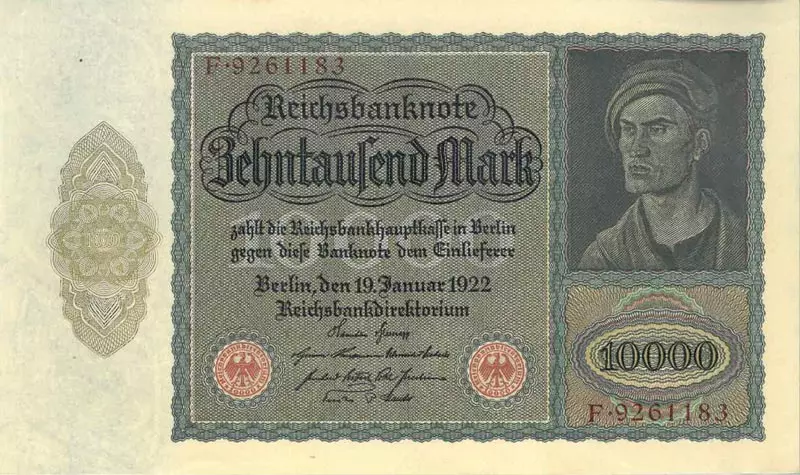 F·9261183
Reichsbanknote
Zehntausend Mark
zahlt die Reichsbankhauptkasse in Berlin
gegen diese Banknote dem Einlieferer
Berlin, den 19. Januar 1922
Reichsbankdirektorium
10000
F·9261183